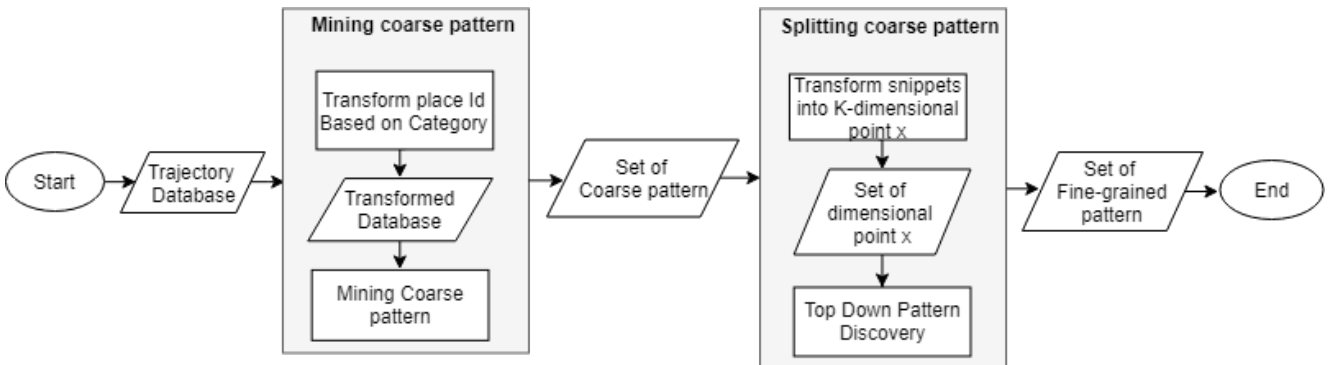 Start
Trajectory
Database
Mining coarse pattern
Transform place Id
Based on Category
Transformed
Database
Mining Coarse
pattern
Set of
Coarse pattern
Splitting coarse pattern
Transform snippets
into K-dimensional
point x
Set of
dimensional
point x
Top Down Pattern
Discovery
Set of
Fine-grained
pattern
End